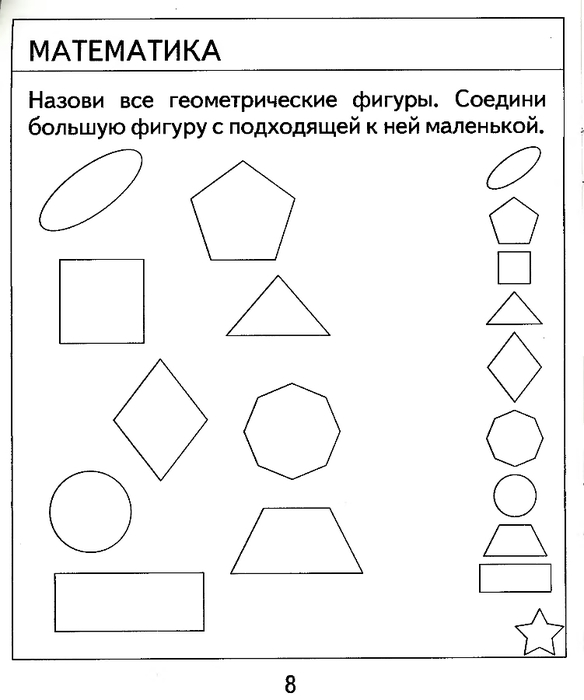 МАТЕМАТИКА
Назови все геометрические фигуры. Соедини
большую фигуру с подходящей к ней маленькой.
8